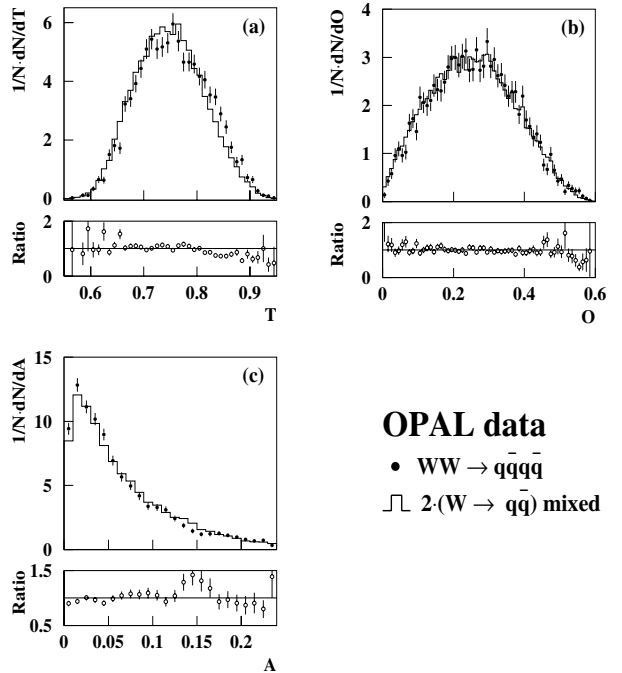 1/N·dN/dT
6
4
2
0
(a)
Ratio
2
1
0
0.6 0.7 0.8 0.9
T
1/N·dN/dO
4
3
2
1
0
(b)
Ratio
2
1
0
0 0.2 0.4 0.6
O
1/N·dN/dA
15
10
5
0
(c)
Ratio
1.5
1.0
0.5
0 0.05 0.1 0.15 0.2
A
OPAL data
• WW → qq̄qq̄
2·(W → qq̄) mixed